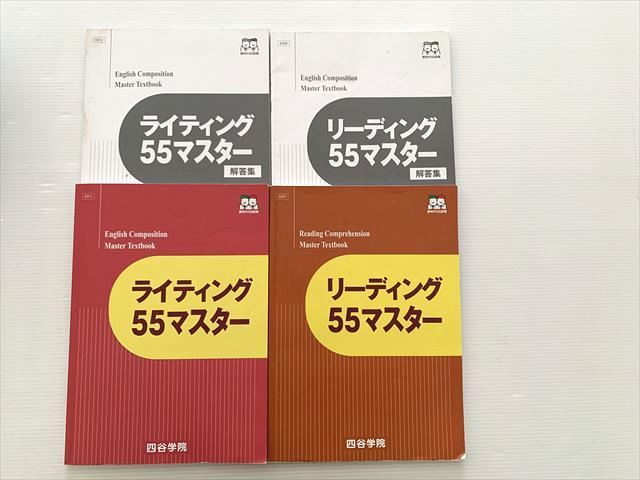 English Composition
Master Textbook
ライティング
55マスター
解答集
English Composition
Master Textbook
リーディング
55マスター
解答集
English Composition
Master Textbook
ライティング
55マスター
四谷学院
Reading Comprehension
Master Textbook
リーディング
55マスター
四谷学院